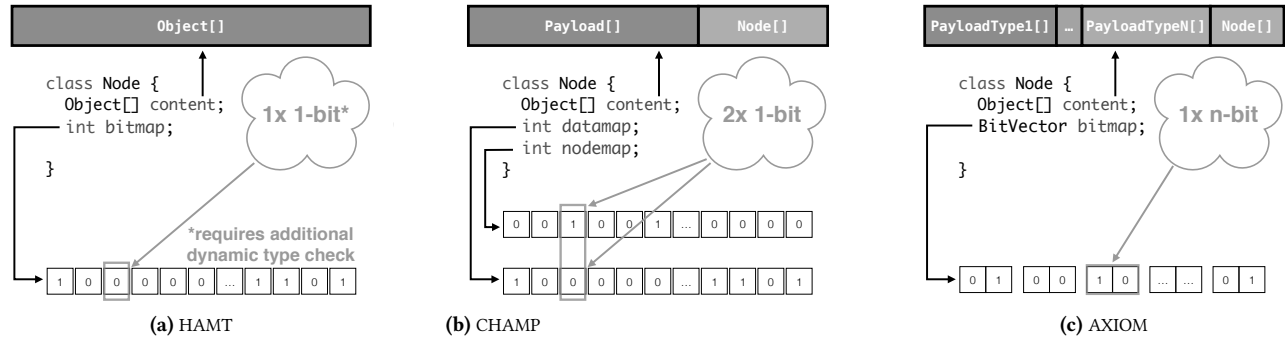 Object[]
class Node {
Object[] content;
int bitmap;
}
1x 1-bit*
*requires additional
dynamic type check
1 0 0 0 0 0 ... 1 1 0 1
(a) HAMT
Payload[] Node[]
class Node {
Object[] content;
int datamap;
int nodemap;
}
2x 1-bit
0 0 1 0 0 1 ... 0 0 0 0
1 0 0 0 0 0 ... 1 1 0 1
(b) CHAMP
PayloadType1[] … PayloadTypeN[] Node[]
class Node {
Object[] content;
BitVector bitmap;
}
1x n-bit
0 1 0 0 1 0 ... ... 0 1
(c) AXIOM